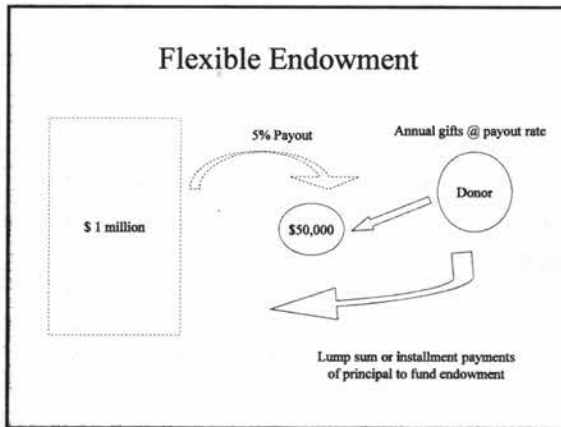 Flexible Endowment
5% Payout
Annual gifts @ payout rate
$ 1 million
$50,000
Donor
Lump sum or installment payments
of principal to fund endowment